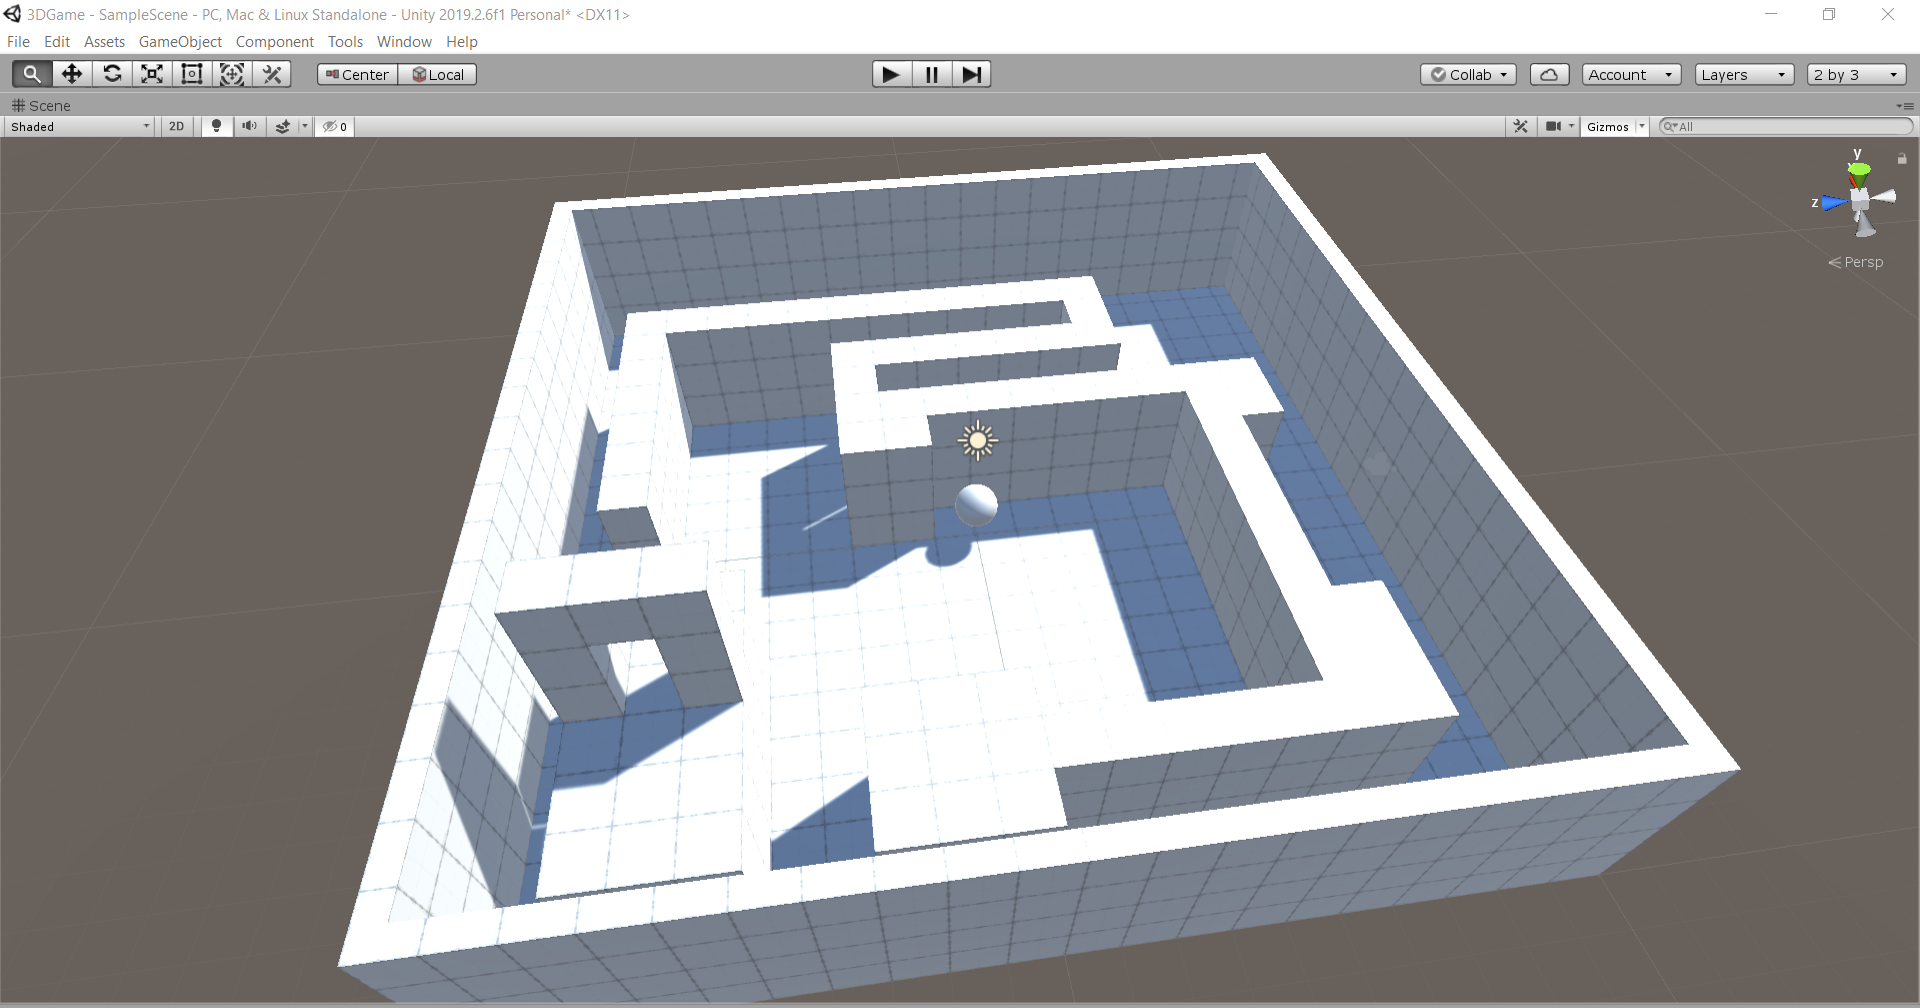 3DGame - SampleScene - PC, Mac & Linux Standalone - Unity 2019.2.6f1 Personal* <DX11>
File Edit Assets GameObject Component Tools Window Help
Center Local Collab Account Layers 2 by 3
Scene
Shaded 2D 0 Gizmos All
y
z
Persp